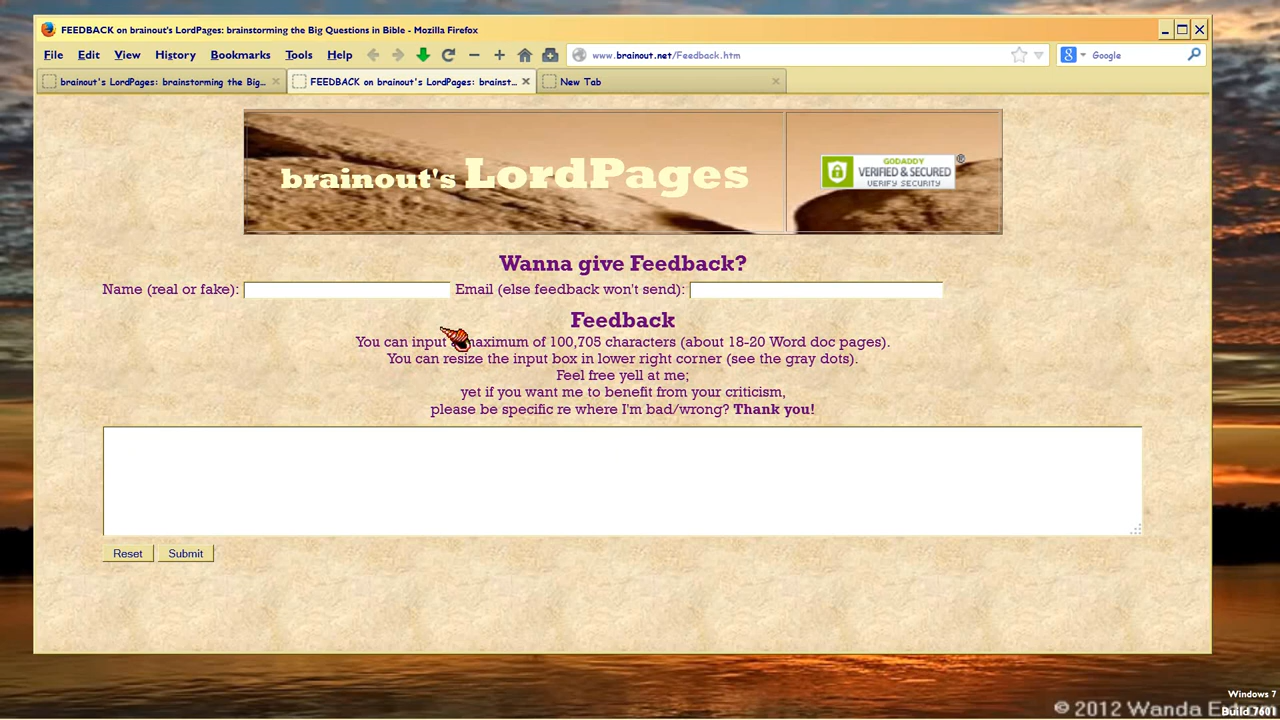 FEEDBACK on brainout's LordPages: brainstorming the Big Questions in Bible - Mozilla Firefox
File Edit View History Bookmarks Tools Help
www.brainout.net/Feedback.htm
Google
brainout's LordPages: brainstorming the Big...
FEEDBACK on brainout's LordPages: brainst...
New Tab
brainout's LordPages
GODADDY
VERIFIED & SECURED
VERIFY SECURITY
®
Wanna give Feedback?
Name (real or fake): Email (else feedback won't send):
Feedback
You can input maximum of 100,705 characters (about 18-20 Word doc pages).
You can resize the input box in lower right corner (see the gray dots).
Feel free yell at me;
yet if you want me to benefit from your criticism,
please be specific re where I'm bad/wrong? Thank you!
Reset Submit
Windows 7
© 2012 Wanda
Build 7601